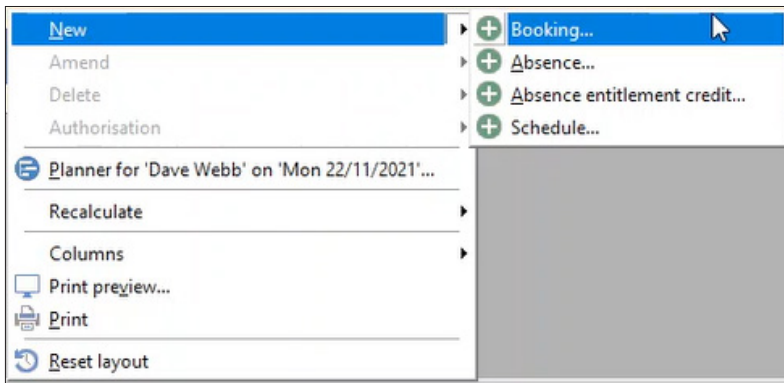 New
Booking...
Amend
Absence...
Delete
Absence entitlement credit...
Authorisation
Schedule...
Planner for 'Dave Webb' on 'Mon 22/11/2021'...
Recalculate
Columns
Print preview...
Print
Reset layout